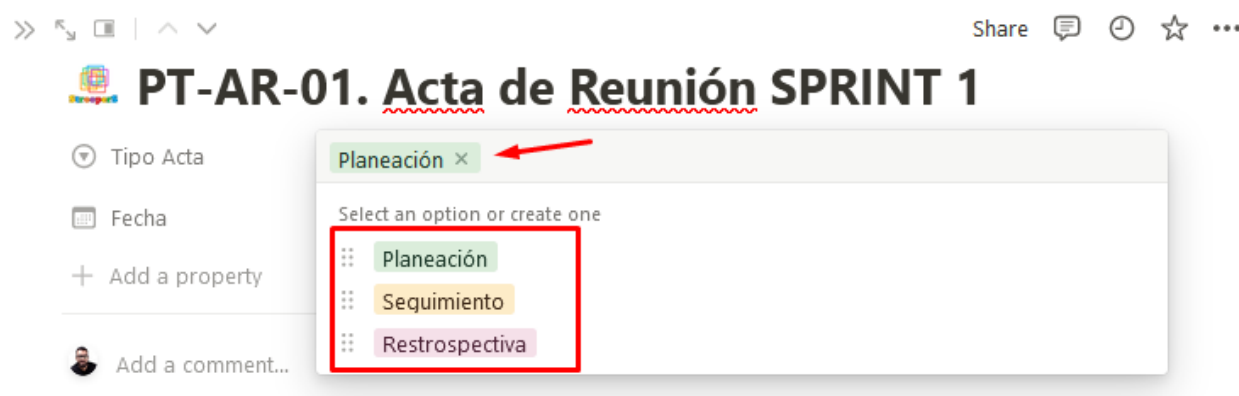 Share
PT-AR-01. Acta de Reunión SPRINT 1
Tipo Acta
Planeación ×
Fecha
Select an option or create one
Planeación
Add a property
Seguimiento
Restrospectiva
Add a comment...